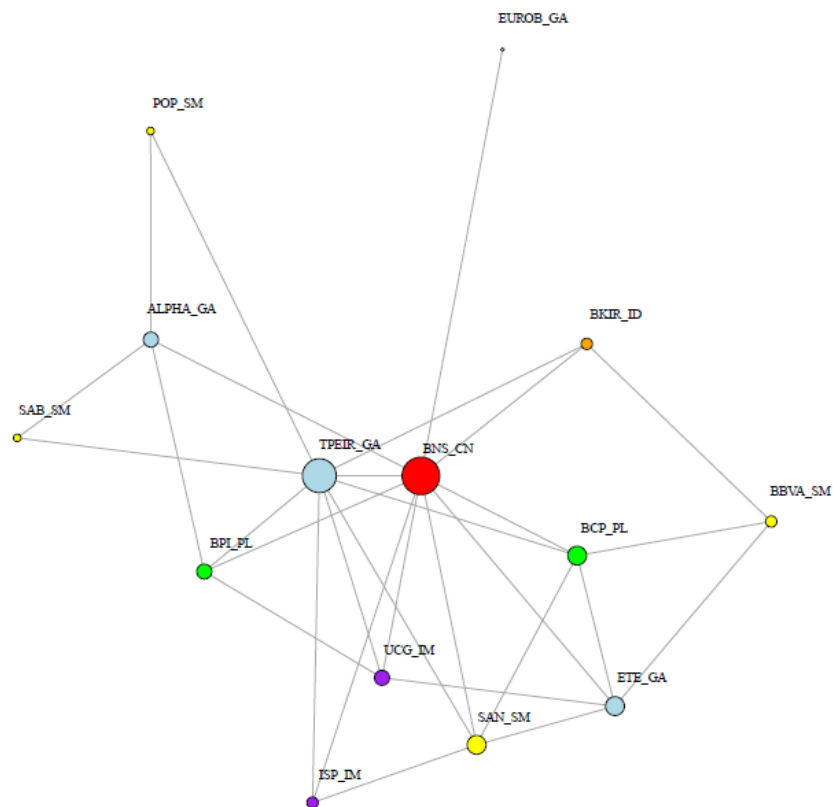 EUROB_GA
POP_SM
ALPHA_GA
BKIR_ID
SAB_SM
TPEIR_GA
BNS_CN
BBVA_SM
BCP_PL
BPI_PL
UCG_IM
ETE_GA
SAN_SM
ISP_IM